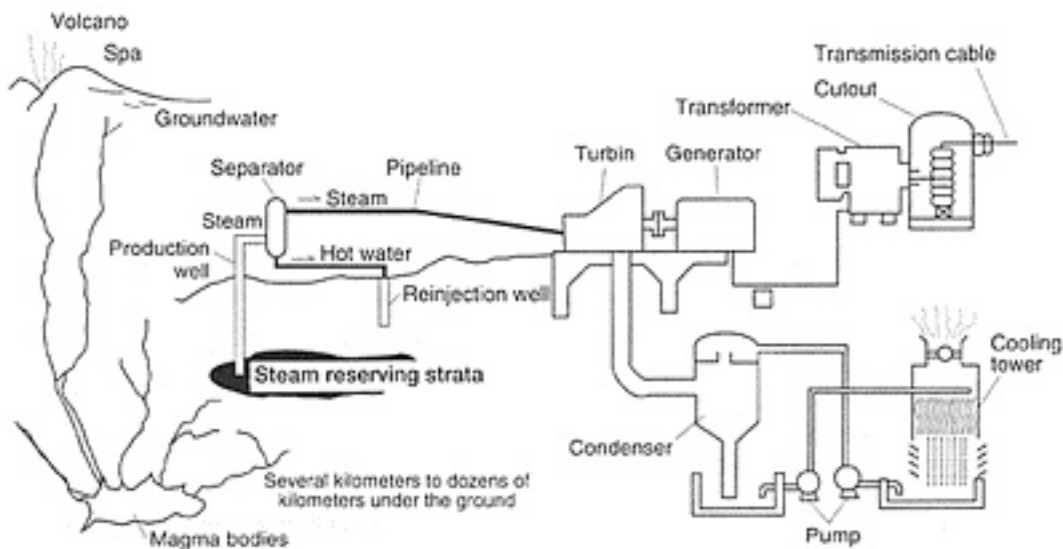 Volcano
Spa
Groundwater
Transmission cable
Cutout
Transformer
Separator
Pipeline
Turbin
Generator
Steam
Steam
Production
well
Hot water
Reinjection well
Steam reserving strata
Cooling
tower
Condenser
Several kilometers to dozens of
kilometers under the ground
Magma bodies
Pump